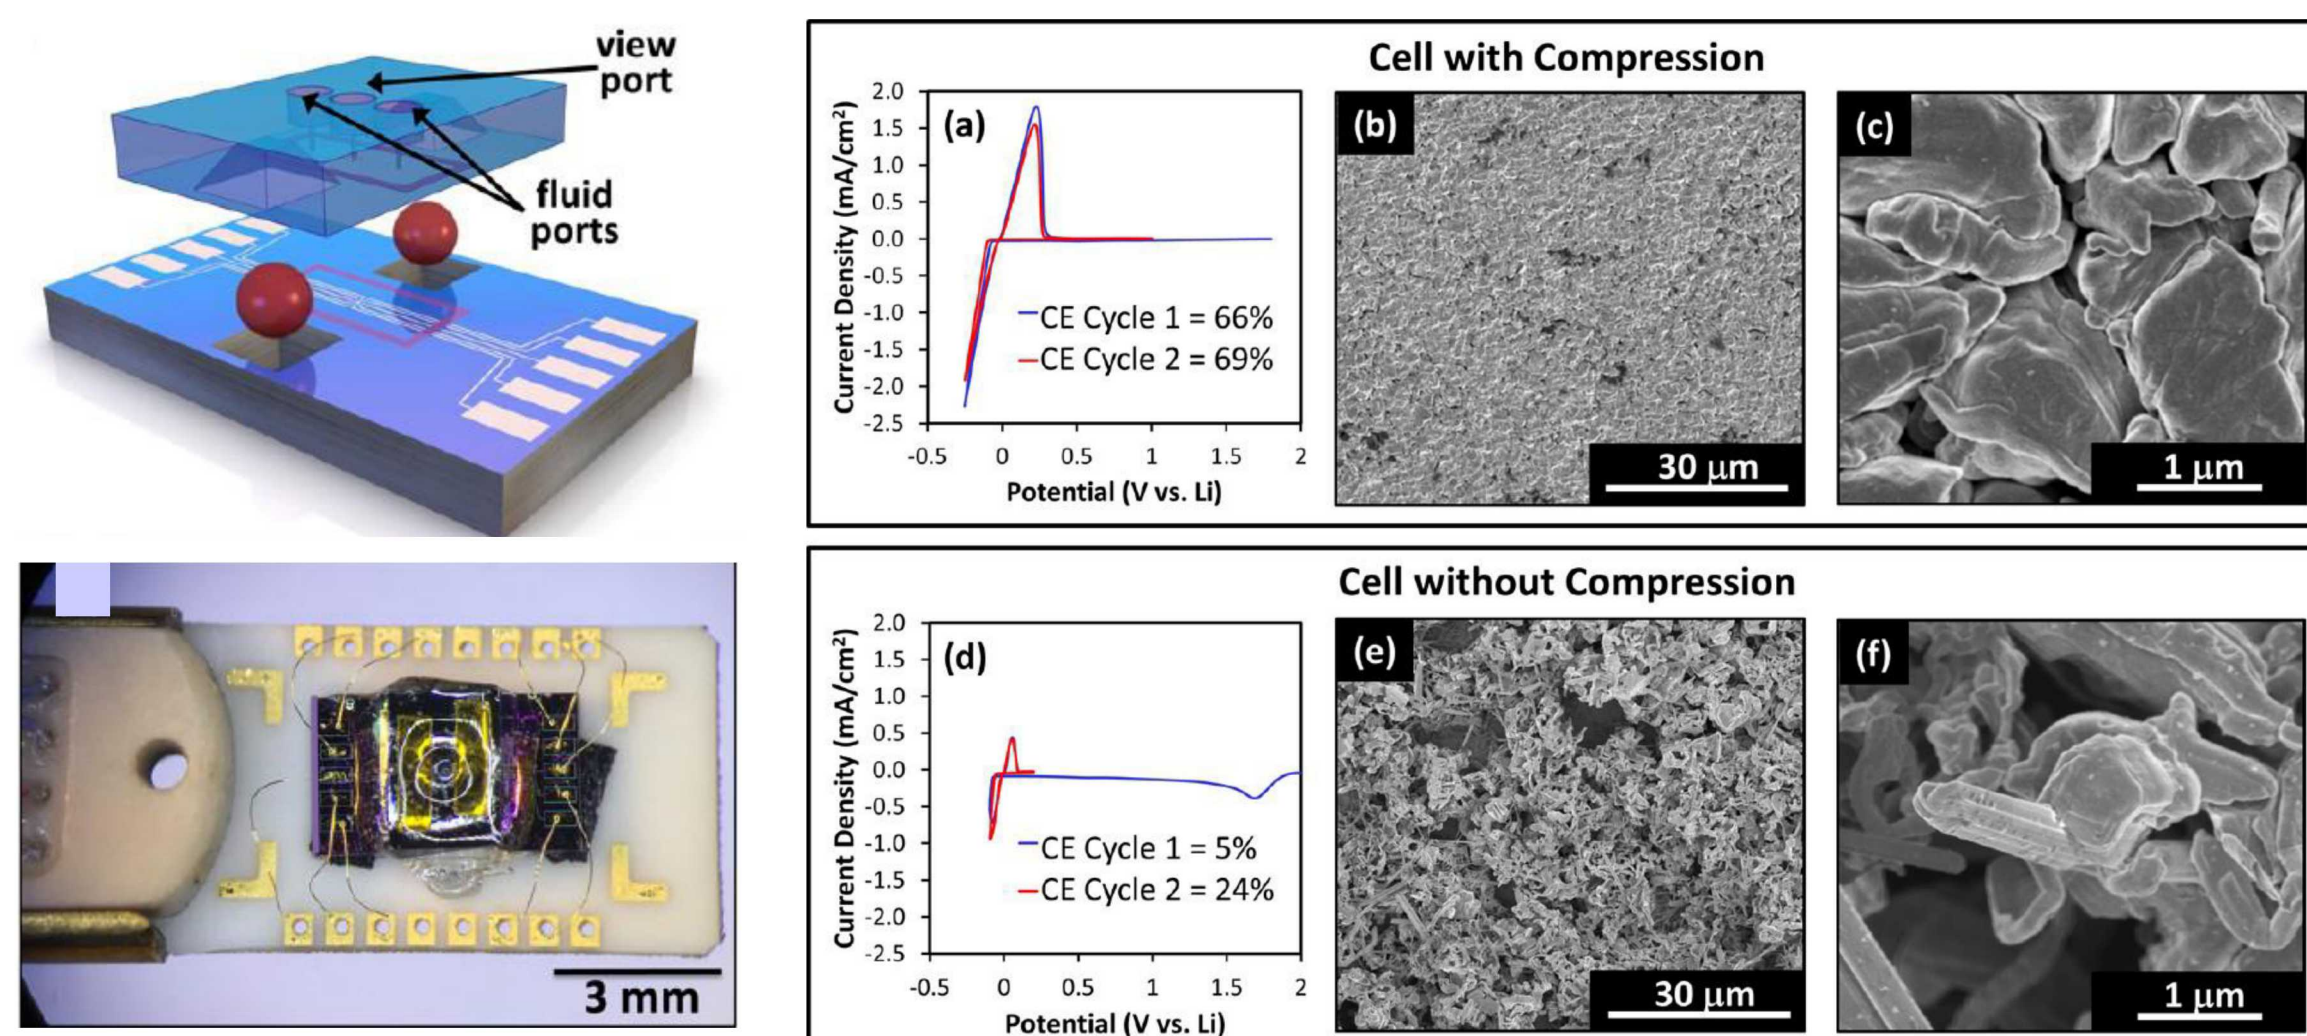 view
port
fluid
ports
3 mm
Cell with Compression
(a)
Current Density (mA/cm2)
2.0
1.5
1.0
0.5
0.0
-0.5
-1.0
-1.5
-2.0
-2.5
CE Cycle 1 = 66%
CE Cycle 2 = 69%
-0.5 0 0.5 1 1.5 2
Potential (V vs. Li)
(b)
30 μm
(c)
1 μm
Cell without Compression
(d)
Current Density (mA/cm²)
2.0
1.5
1.0
0.5
0.0
-0.5
-1.0
-1.5
-2.0
-2.5
CE Cycle 1 = 5%
CE Cycle 2 = 24%
-0.5 0 0.5 1 1.5 2
Potential (V vs. Li)
(e)
30 μm
(f)
1 μm